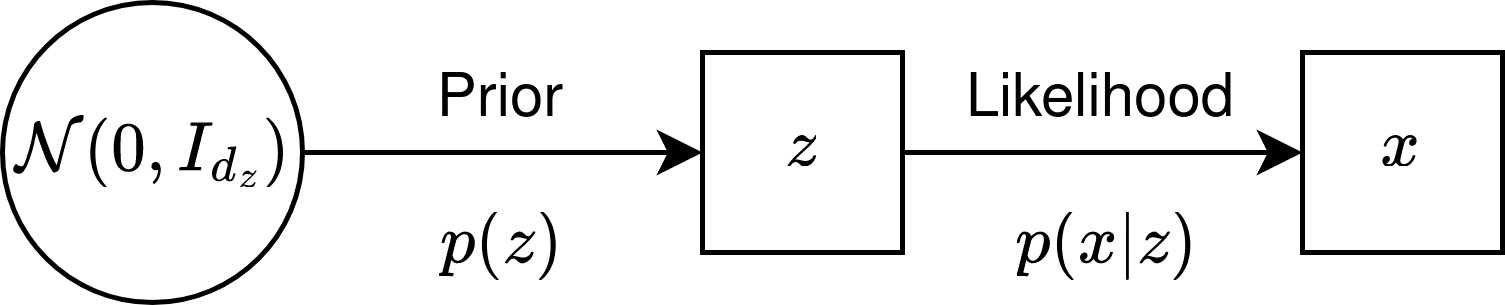 Prior
Likelihood
𝒩(0, I_{d_z})
z
x
p(z)
p(x|z)